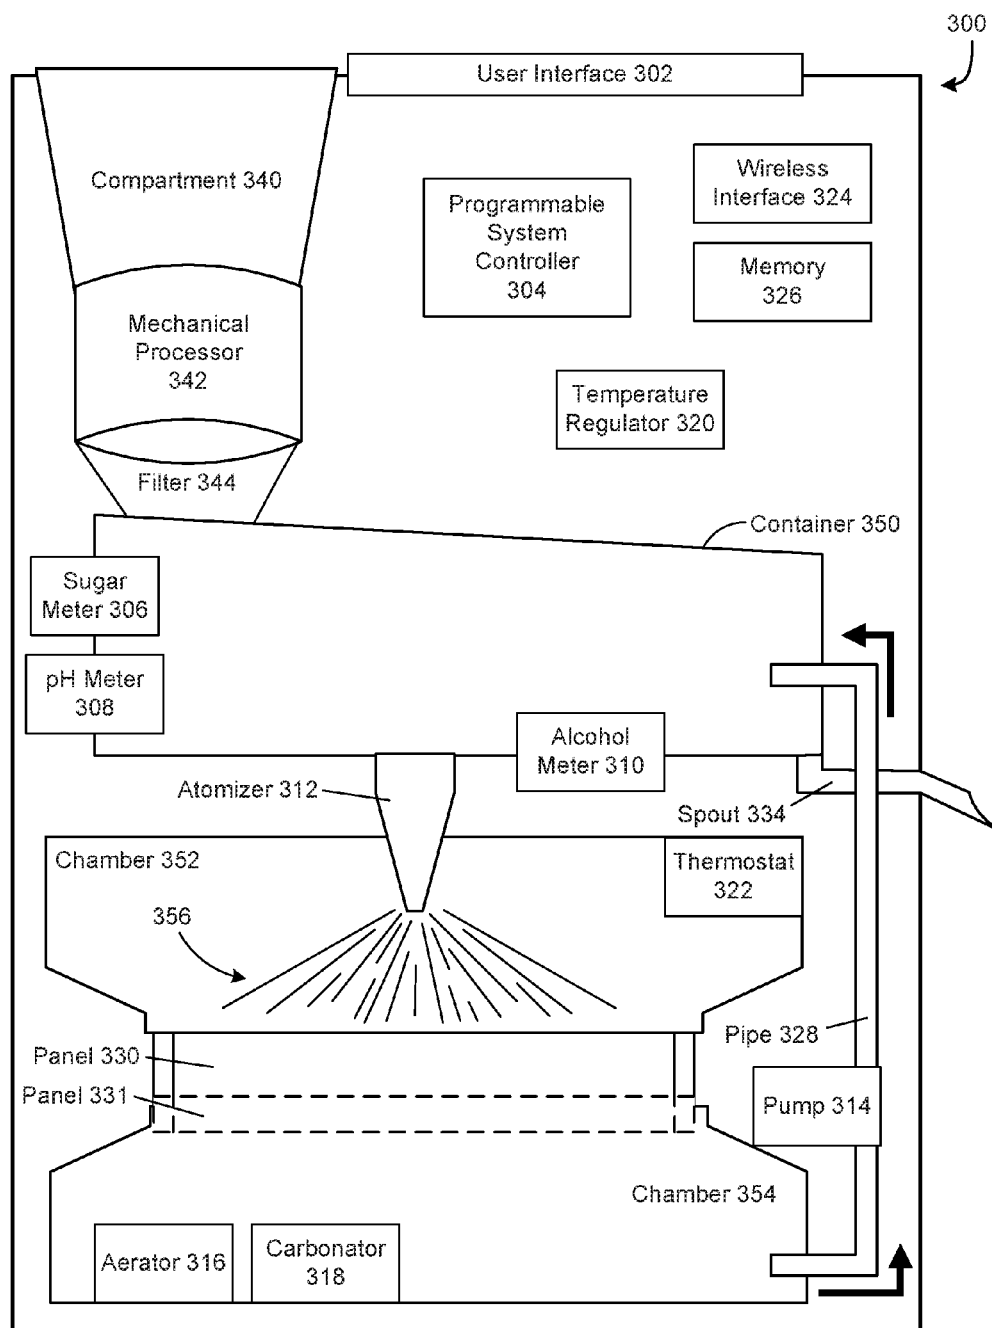 300
User Interface 302
Compartment 340
Programmable
System
Controller
304
Wireless
Interface 324
Memory
326
Mechanical
Processor
342
Temperature
Regulator 320
Filter 344
Container 350
Sugar
Meter 306
pH Meter
308
Alcohol
Meter 310
Atomizer 312
Spout 334
Chamber 352
Thermostat
322
356
Pipe 328
Panel 330
Panel 331
Pump 314
Chamber 354
Aerator 316
Carbonator
318